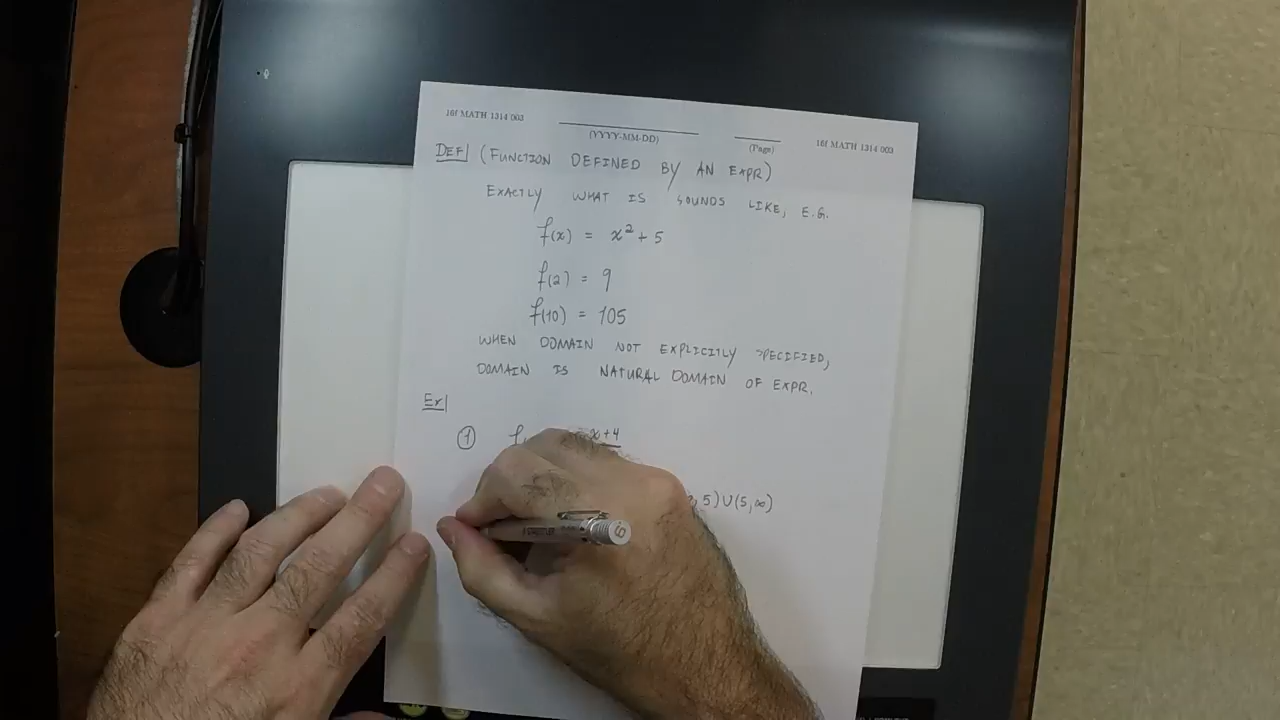 16f MATH 1314 003
(YYYY-MM-DD)
(Page)
16f MATH 1314 003
DEF (FUNCTION DEFINED BY AN EXPR)
EXACTLY WHAT IS SOUNDS LIKE, E.G.
f(x) = x² + 5
f(2) = 9
f(10) = 105
WHEN DOMAIN NOT EXPLICITLY SPECIFIED,
DOMAIN IS NATURAL DOMAIN OF EXPR.
Ex
① f x+4
, 5) ∪ (5, ∞)
STAEDTLER